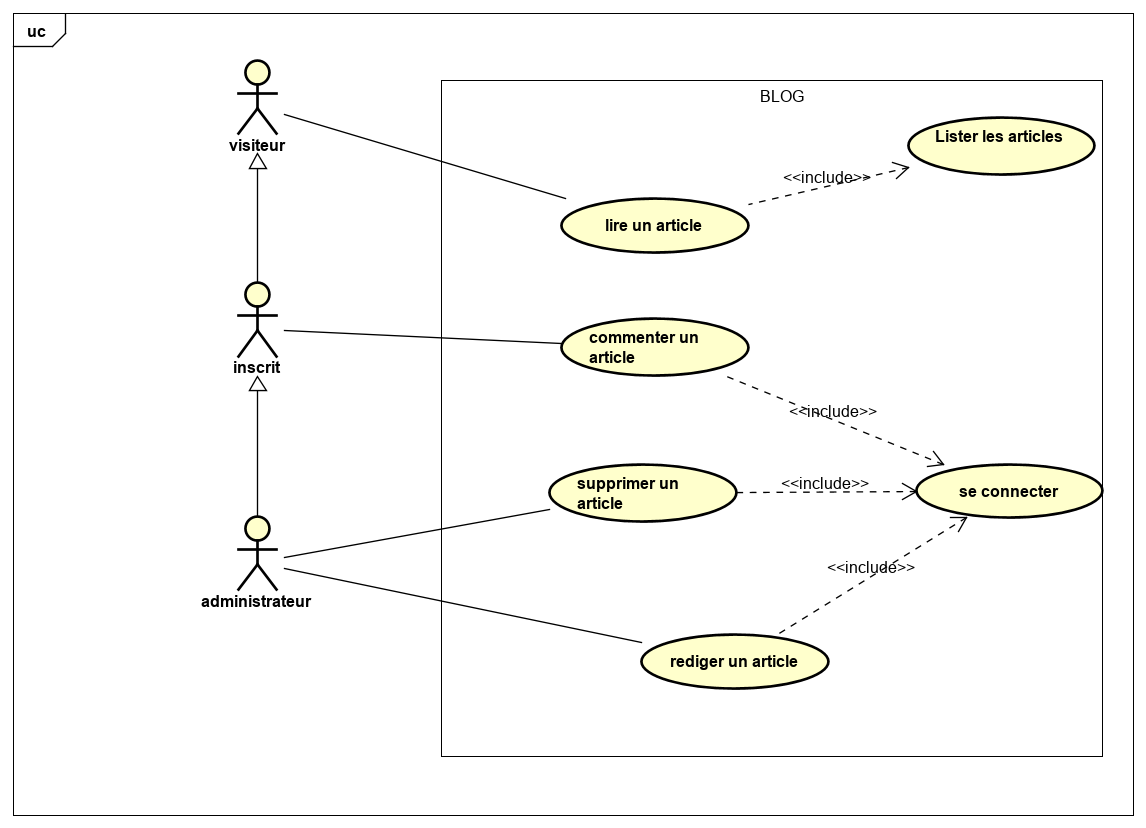 uc
BLOG
visiteur
Lister les articles
<<include>>
lire un article
commenter un
article
inscrit
<<include>>
supprimer un
article
<<include>>
se connecter
<<include>>
administrateur
rediger un article